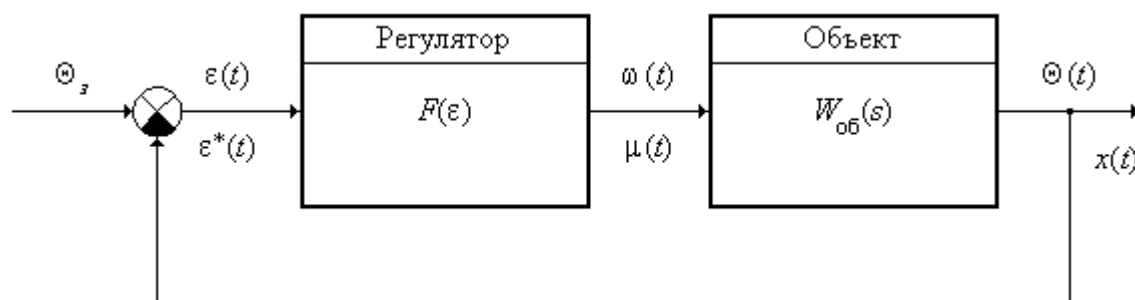 Регулятор
Объект
Θз
ε(t)
ω(t)
Θ(t)
F(ε)
Wоб(s)
ε*(t)
μ(t)
x(t)